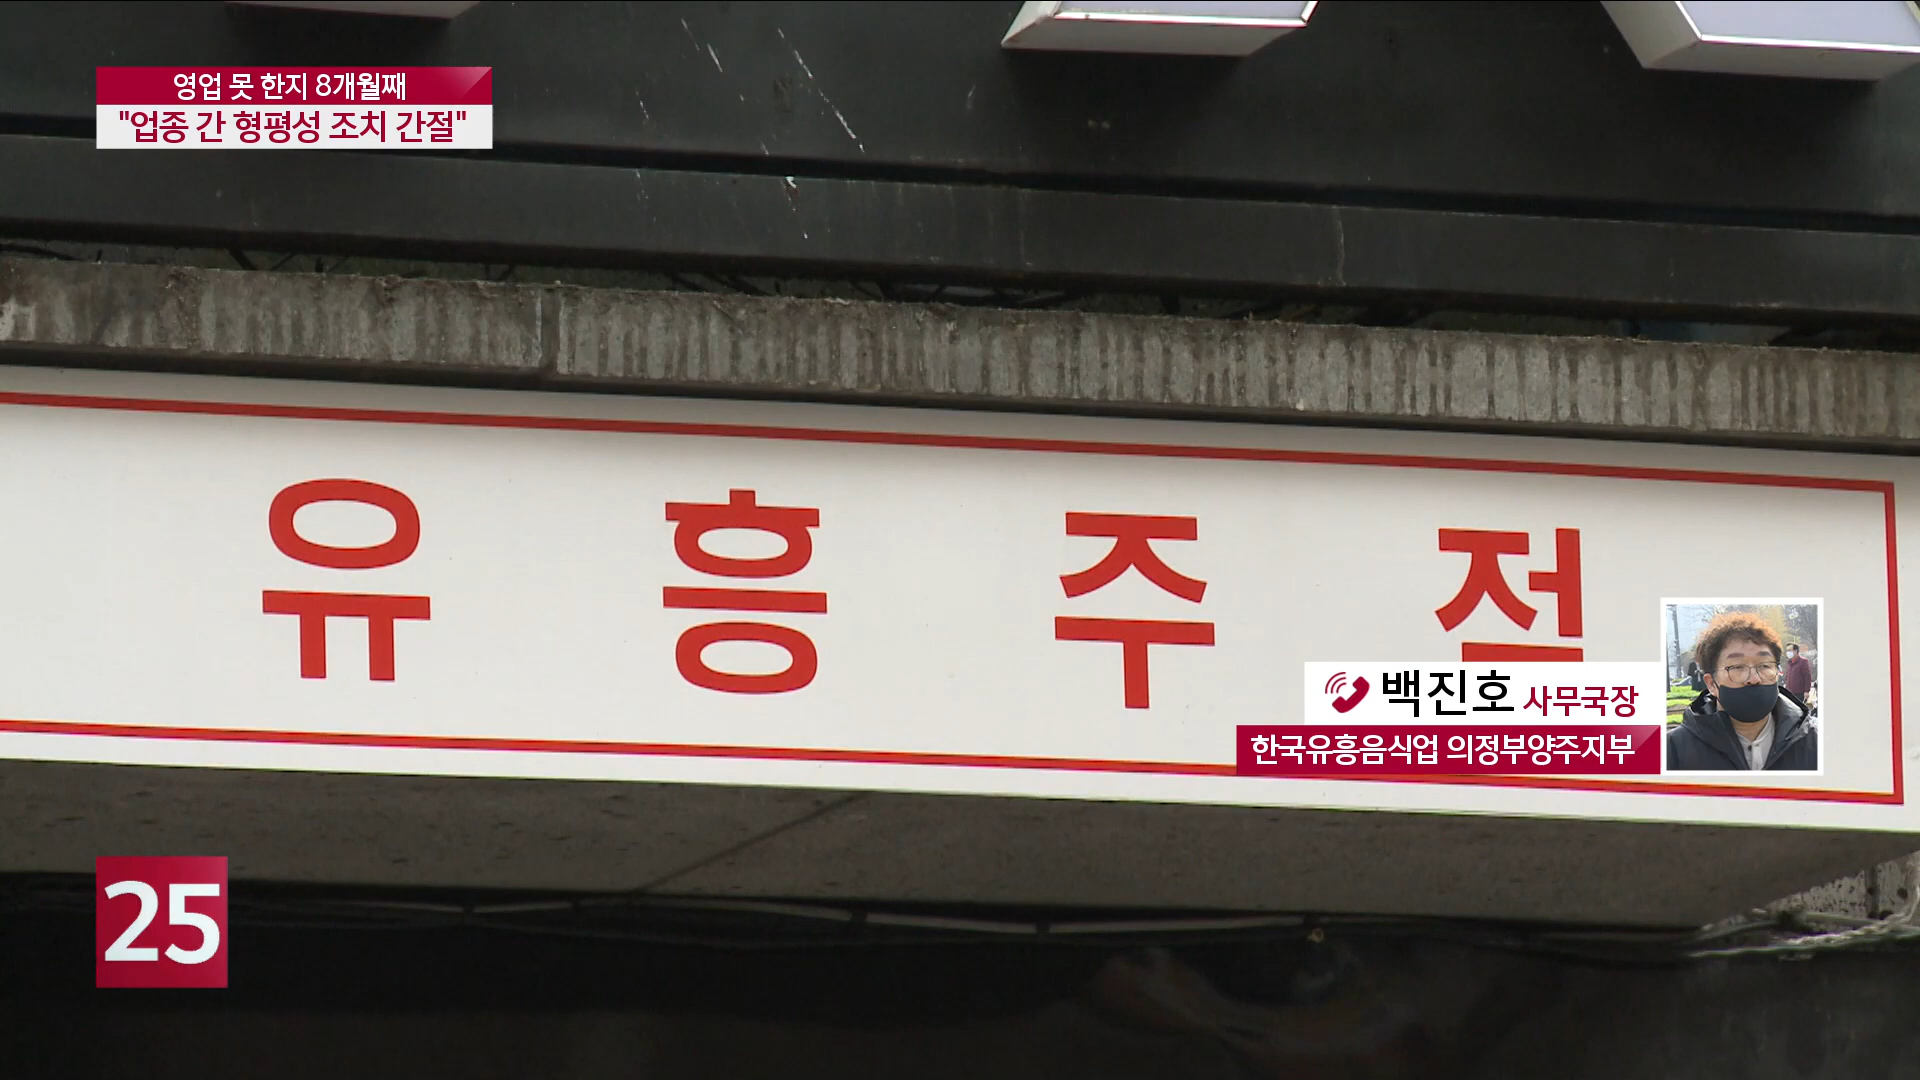 영업 못 한지 8개월째
"업종 간 형평성 조치 간절"
유흥주점
백진호 사무국장
한국유흥음식업 의정부양주지부
25